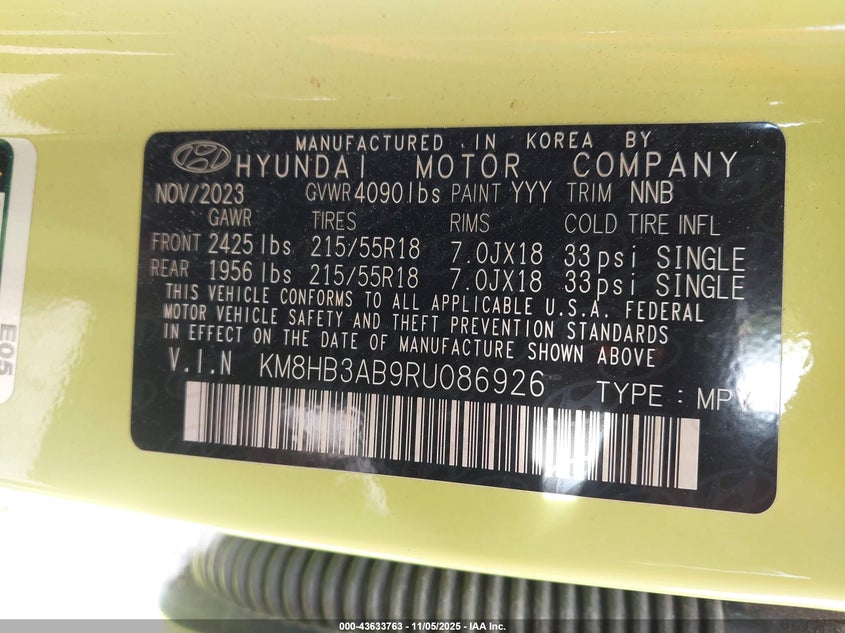 MANUFACTURED IN KOREA BY
HYUNDAI MOTOR COMPANY
NOV/2023 GVWR 4090lbs PAINT YYY TRIM NNB
GAWR TIRES RIMS COLD TIRE INFL
FRONT 2425lbs 215/55R18 7.0JX18 33psi SINGLE
REAR 1956lbs 215/55R18 7.0JX18 33psi SINGLE
THIS VEHICLE CONFORMS TO ALL APPLICABLE U.S.A. FEDERAL
MOTOR VEHICLE SAFETY AND THEFT PREVENTION STANDARDS
IN EFFECT ON THE DATE OF MANUFACTURE SHOWN ABOVE
V.I.N KM8HB3AB9RU086926 TYPE: MPV
E05
000-43633763 - 11/05/2025 - IAA Inc.